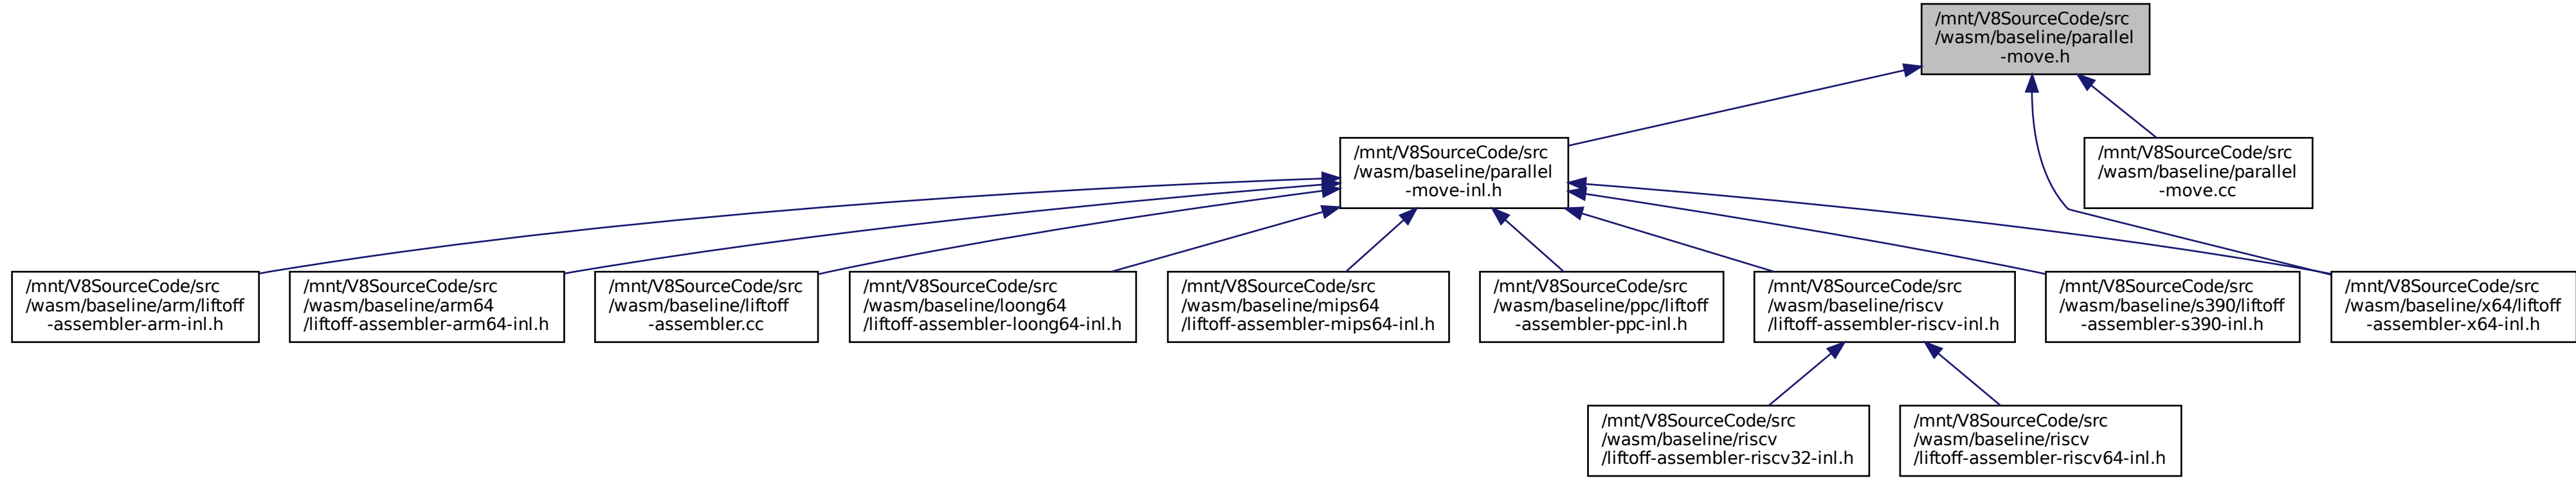 /mnt/V8SourceCode/src
/wasm/baseline/parallel
-move.h
/mnt/V8SourceCode/src
/wasm/baseline/parallel
-move-inl.h
/mnt/V8SourceCode/src
/wasm/baseline/parallel
-move.cc
/mnt/V8SourceCode/src
/wasm/baseline/arm/liftoff
-assembler-arm-inl.h
/mnt/V8SourceCode/src
/wasm/baseline/arm64
/liftoff-assembler-arm64-inl.h
/mnt/V8SourceCode/src
/wasm/baseline/liftoff
-assembler.cc
/mnt/V8SourceCode/src
/wasm/baseline/loong64
/liftoff-assembler-loong64-inl.h
/mnt/V8SourceCode/src
/wasm/baseline/mips64
/liftoff-assembler-mips64-inl.h
/mnt/V8SourceCode/src
/wasm/baseline/ppc/liftoff
-assembler-ppc-inl.h
/mnt/V8SourceCode/src
/wasm/baseline/riscv
/liftoff-assembler-riscv-inl.h
/mnt/V8SourceCode/src
/wasm/baseline/s390/liftoff
-assembler-s390-inl.h
/mnt/V8SourceCode/src
/wasm/baseline/x64/liftoff
-assembler-x64-inl.h
/mnt/V8SourceCode/src
/wasm/baseline/riscv
/liftoff-assembler-riscv32-inl.h
/mnt/V8SourceCode/src
/wasm/baseline/riscv
/liftoff-assembler-riscv64-inl.h